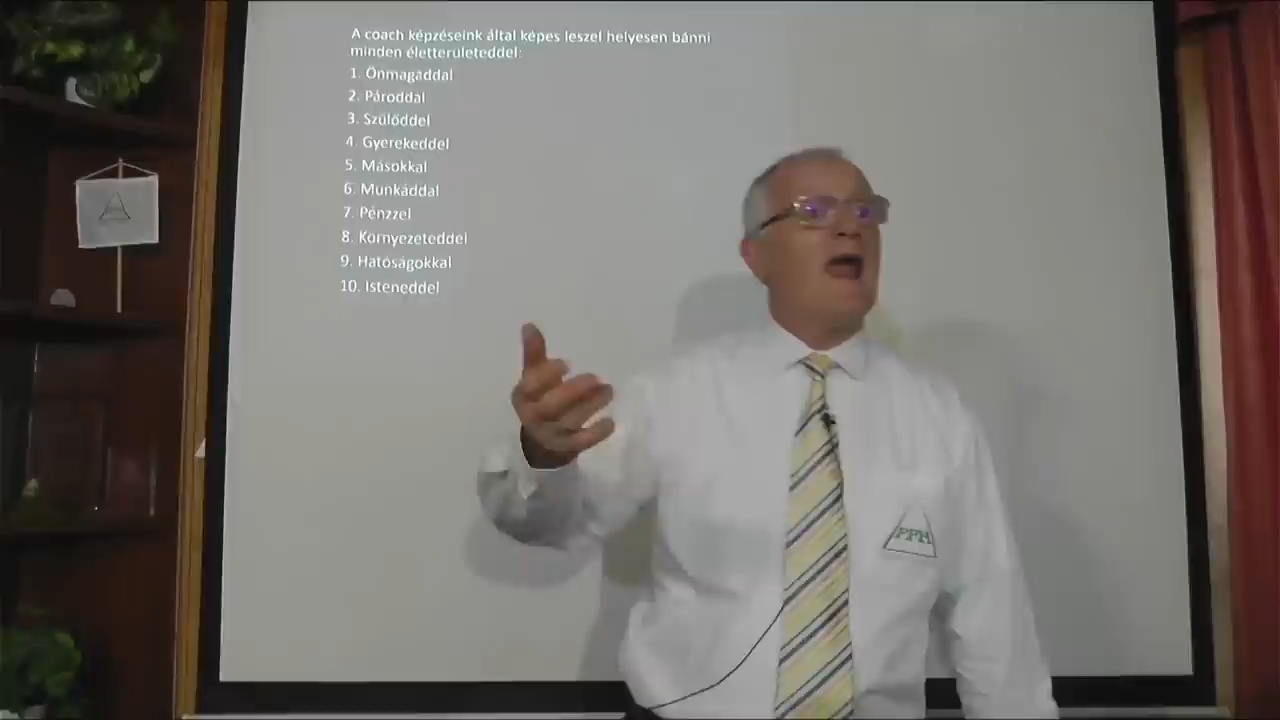 A coach képzéseink által képes leszel helyesen bánni
minden életterületeddel:
1. Önmagáddal
2. Pároddal
3. Szülőddel
4. Gyerekeddel
5. Másokkal
6. Munkáddal
7. Pénzzel
8. Környezeteddel
9. Hatóságokkal
10. Isteneddel
PPH